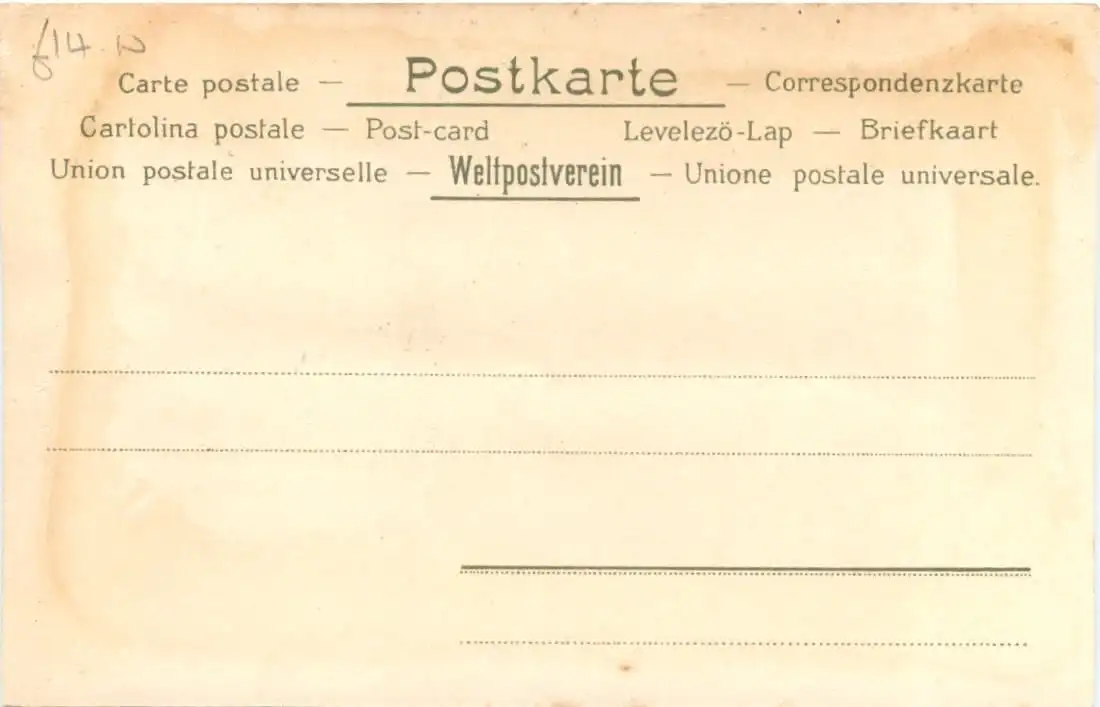 Carte postale — Postkarte — Correspondenzkarte
Cartolina postale — Post-card Levelezö-Lap — Briefkaart
Union postale universelle — Weltpostverein — Unione postale universale.